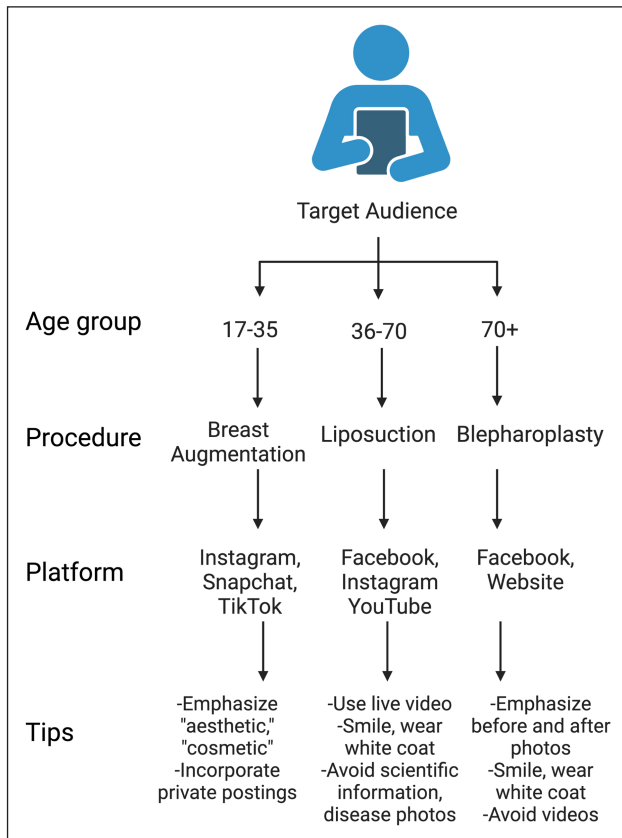 Target Audience
Age group
17-35
36-70
70+
Procedure
Breast
Augmentation
Liposuction
Blepharoplasty
Platform
Instagram,
Snapchat,
TikTok
Facebook,
Instagram
YouTube
Facebook,
Website
Tips
-Emphasize
"aesthetic,"
"cosmetic"
-Incorporate
private postings
-Use live video
-Smile, wear
white coat
-Avoid scientific
information,
disease photos
-Emphasize
before and after
photos
-Smile, wear
white coat
-Avoid videos